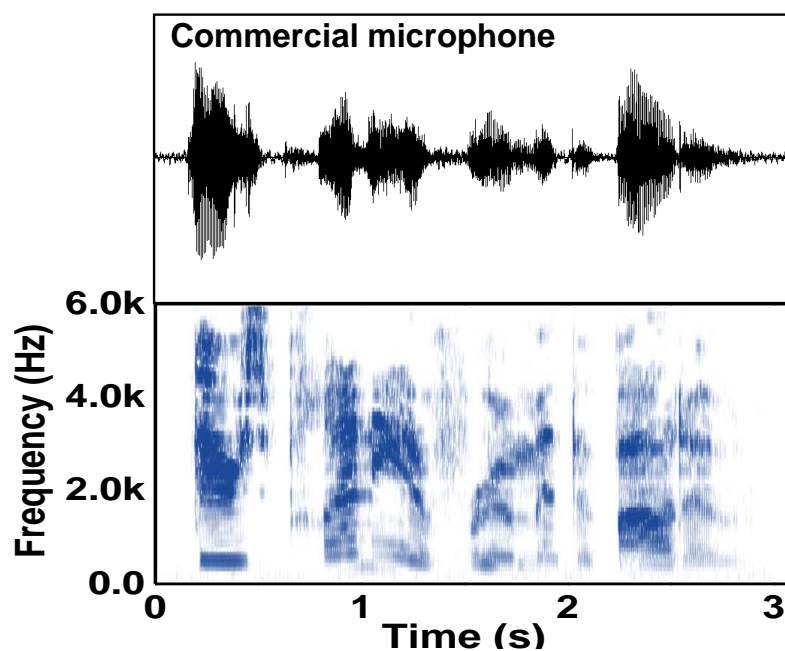 Commercial microphone
6.0k
4.0k
2.0k
0.0
Frequency (Hz)
0 1 2 3
Time (s)